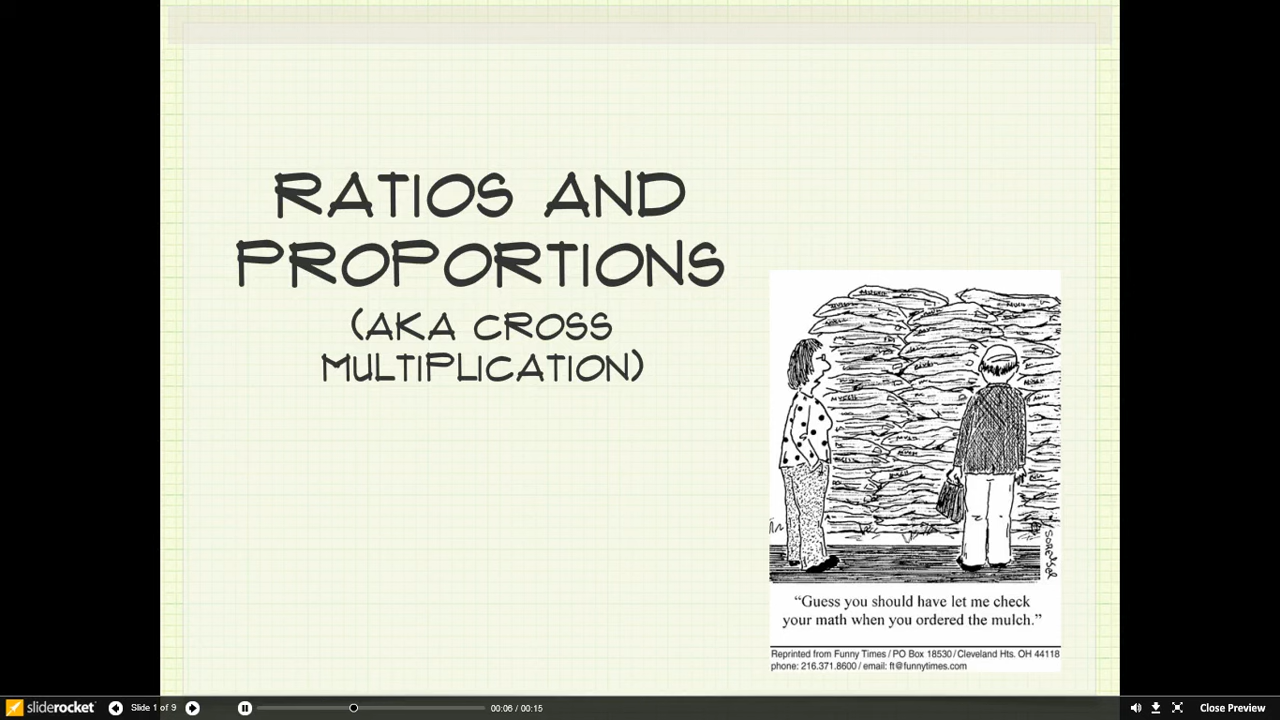 RATIOS AND
PROPORTIONS
(AKA CROSS
MULTIPLICATION)
“Guess you should have let me check
your math when you ordered the mulch.”
Reprinted from Funny Times / PO Box 18530 / Cleveland Hts. OH 44118
phone: 216.371.8600 / email: ft@funnytimes.com
sliderocket
Slide 1 of 9
00:06 / 00:15
Close Preview